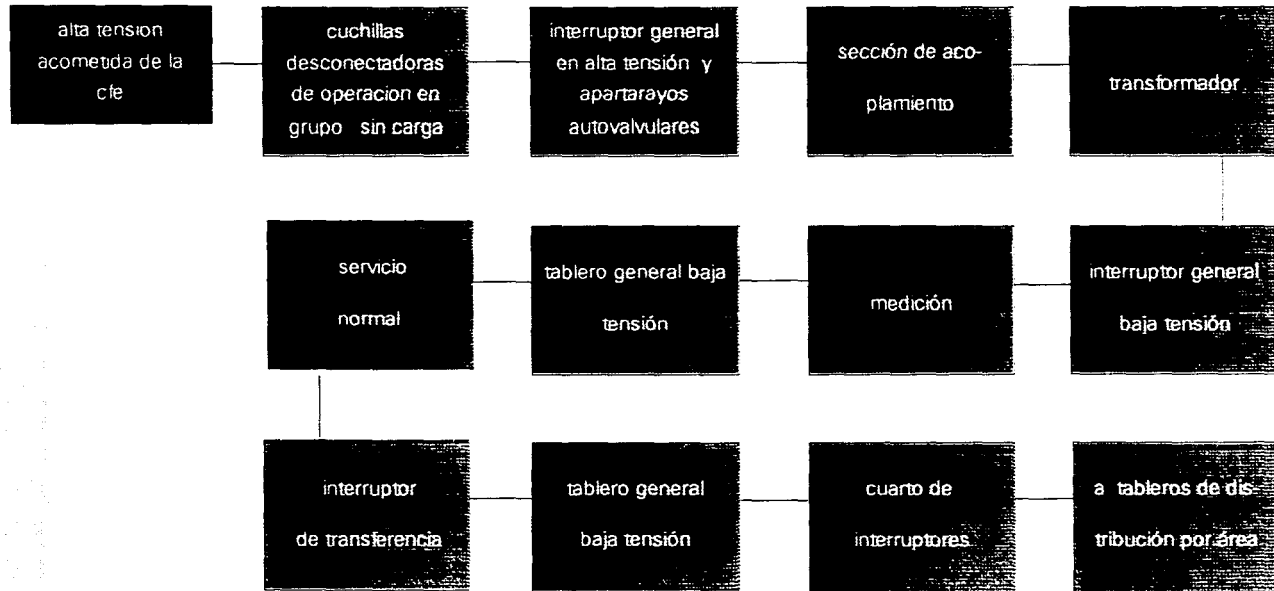 alta tension
acometida de la
cfe
cuchillas
desconectadoras
de operacion en
grupo sin carga
interruptor general
en alta tensión y
apartarayos
autovalvulares
sección de aco-
plamiento
transformador
servicio
normal
tablero general baja
tensión
medición
interruptor general
baja tensión
interruptor
de transferencia
tablero general
baja tensión
cuarto de
interruptores
a tableros de dis-
tribución por área